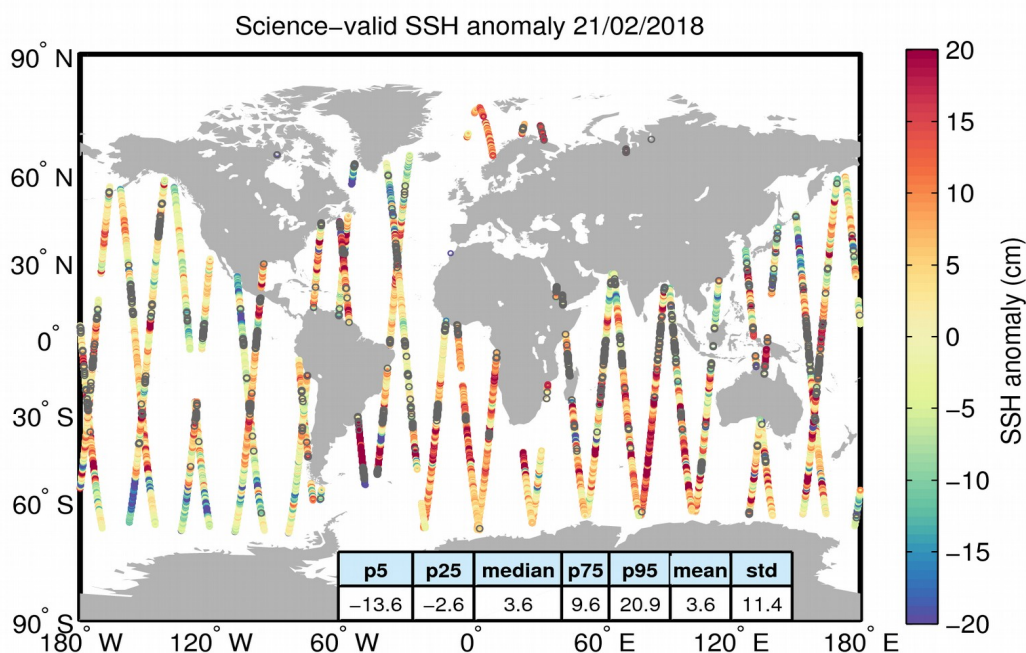 Science−valid SSH anomaly 21/02/2018
90° N
60° N
30° N
0°
30° S
60° S
90° S
180° W
120° W
60° W
0°
60° E
120° E
180° E
p5 p25 median p75 p95 mean std
−13.6 −2.6 3.6 9.6 20.9 3.6 11.4
20
15
10
5
0
−5
−10
−15
−20
SSH anomaly (cm)